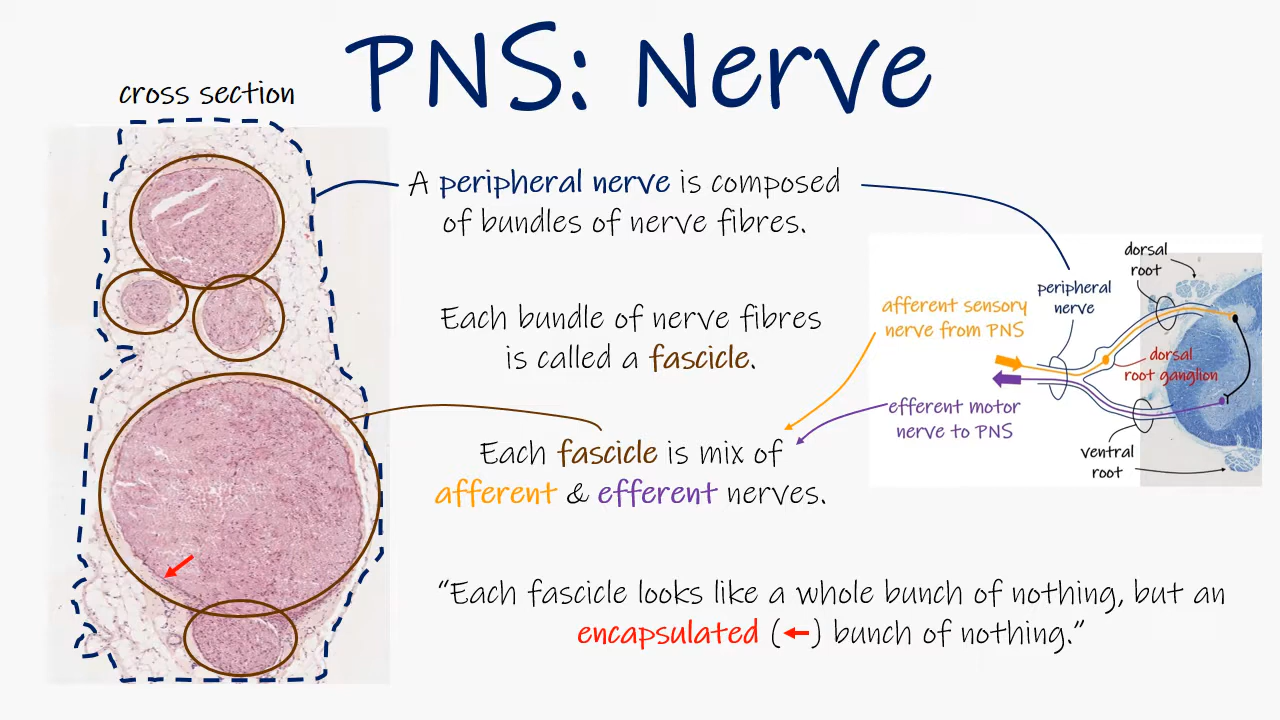 PNS: Nerve
cross section
A peripheral nerve is composed
of bundles of nerve fibres.
Each bundle of nerve fibres
is called a fascicle.
Each fascicle is mix of
afferent & efferent nerves.
"Each fascicle looks like a whole bunch of nothing, but an
encapsulated (←) bunch of nothing."
dorsal
root
peripheral
nerve
afferent sensory
nerve from PNS
dorsal
root ganglion
efferent motor
nerve to PNS
ventral
root